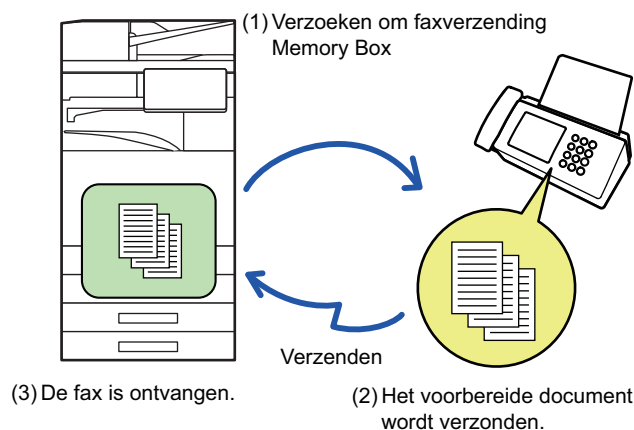 (1) Verzoeken om faxverzending
Memory Box
Verzenden
(3) De fax is ontvangen.
(2) Het voorbereide document
wordt verzonden.